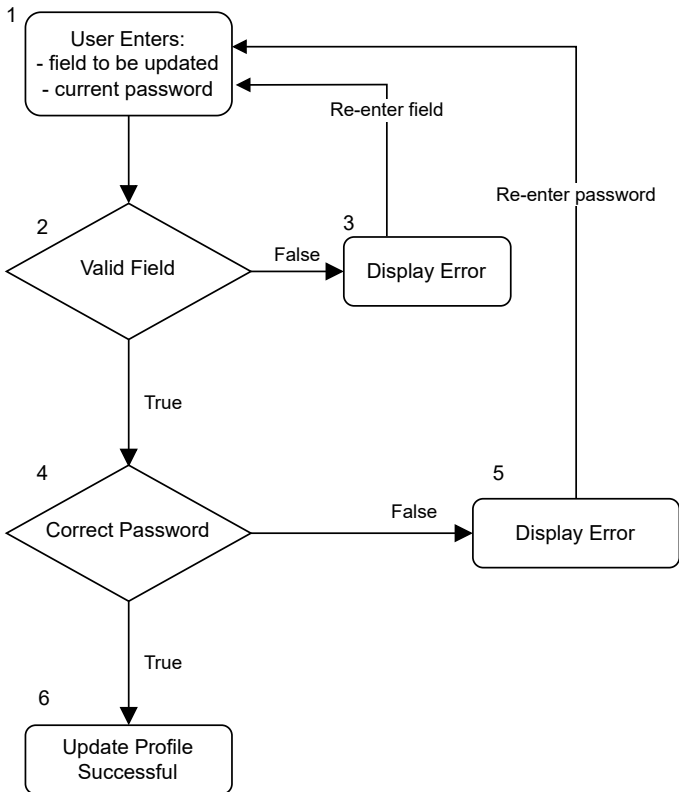 1
User Enters:
- field to be updated
- current password
Re-enter field
Re-enter password
2
Valid Field
False
3
Display Error
True
4
Correct Password
False
5
Display Error
True
6
Update Profile
Successful